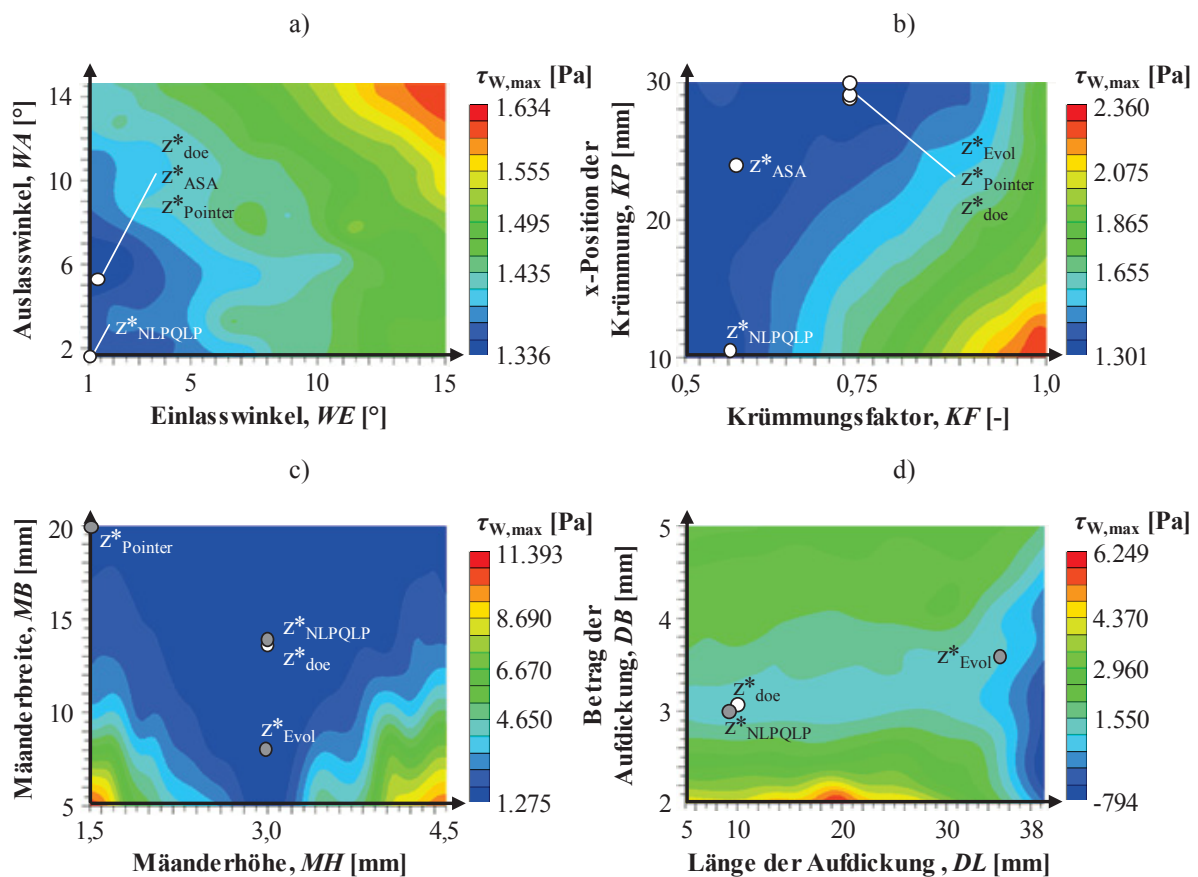 a)
τW,max [Pa]
Auslasswinkel, WA [°]
14
10
6
2
z*doe
z*ASA
z*Pointer
z*NLPQLP
1
5
10
15
Einlasswinkel, WE [°]
1.634
1.555
1.495
1.435
1.336
b)
τW,max [Pa]
x-Position der
Krümmung, KP [mm]
30
20
10
z*ASA
z*NLPQLP
z*Evol
z*Pointer
z*doe
0,5
0,75
1,0
Krümmungsfaktor, KF [-]
2.360
2.075
1.865
1.655
1.301
c)
τW,max [Pa]
Mäanderbreite, MB [mm]
20
15
10
5
z*Pointer
z*NLPQLP
z*doe
z*Evol
1,5
3,0
4,5
Mäanderhöhe, MH [mm]
11.393
8.690
6.670
4.650
1.275
d)
τW,max [Pa]
Betrag der
Aufdickung, DB [mm]
5
4
3
2
z*Evol
z*doe
z*NLPQLP
5
10
20
30
38
Länge der Aufdickung , DL [mm]
6.249
4.370
2.960
1.550
-794